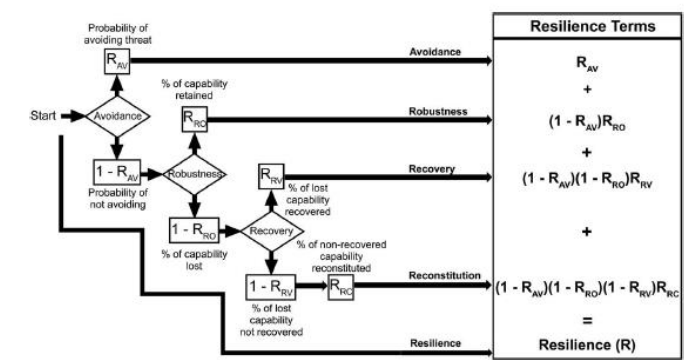 Probability of
avoiding threat
R_AV
Avoidance
Resilience Terms
R_AV
+
% of capability
retained
Start
Avoidance
R_RO
Robustness
(1 - R_AV)R_RO
+
1 - R_AV
Robustness
R_RV
Recovery
(1 - R_AV)(1 - R_RO)R_RV
Probability of
not avoiding
% of lost
capability
recovered
1 - R_RO
Recovery
+
% of capability
lost
% of non-recovered
capability
reconstituted
1 - R_RV
R_RC
Reconstitution
(1 - R_AV)(1 - R_RO)(1 - R_RV)R_RC
% of lost
capability
not recovered
=
Resilience
Resilience (R)